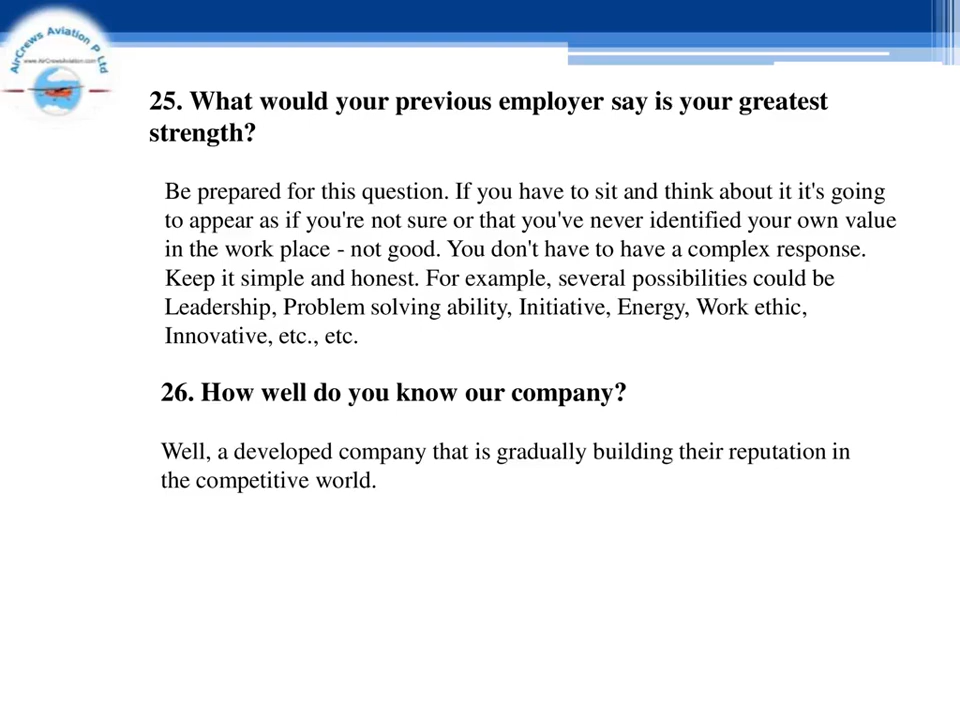 AirCrews Aviation P Ltd
www.AirCrewsAviation.com
25. What would your previous employer say is your greatest
strength?
Be prepared for this question. If you have to sit and think about it it's going
to appear as if you're not sure or that you've never identified your own value
in the work place - not good. You don't have to have a complex response.
Keep it simple and honest. For example, several possibilities could be
Leadership, Problem solving ability, Initiative, Energy, Work ethic,
Innovative, etc., etc.
26. How well do you know our company?
Well, a developed company that is gradually building their reputation in
the competitive world.